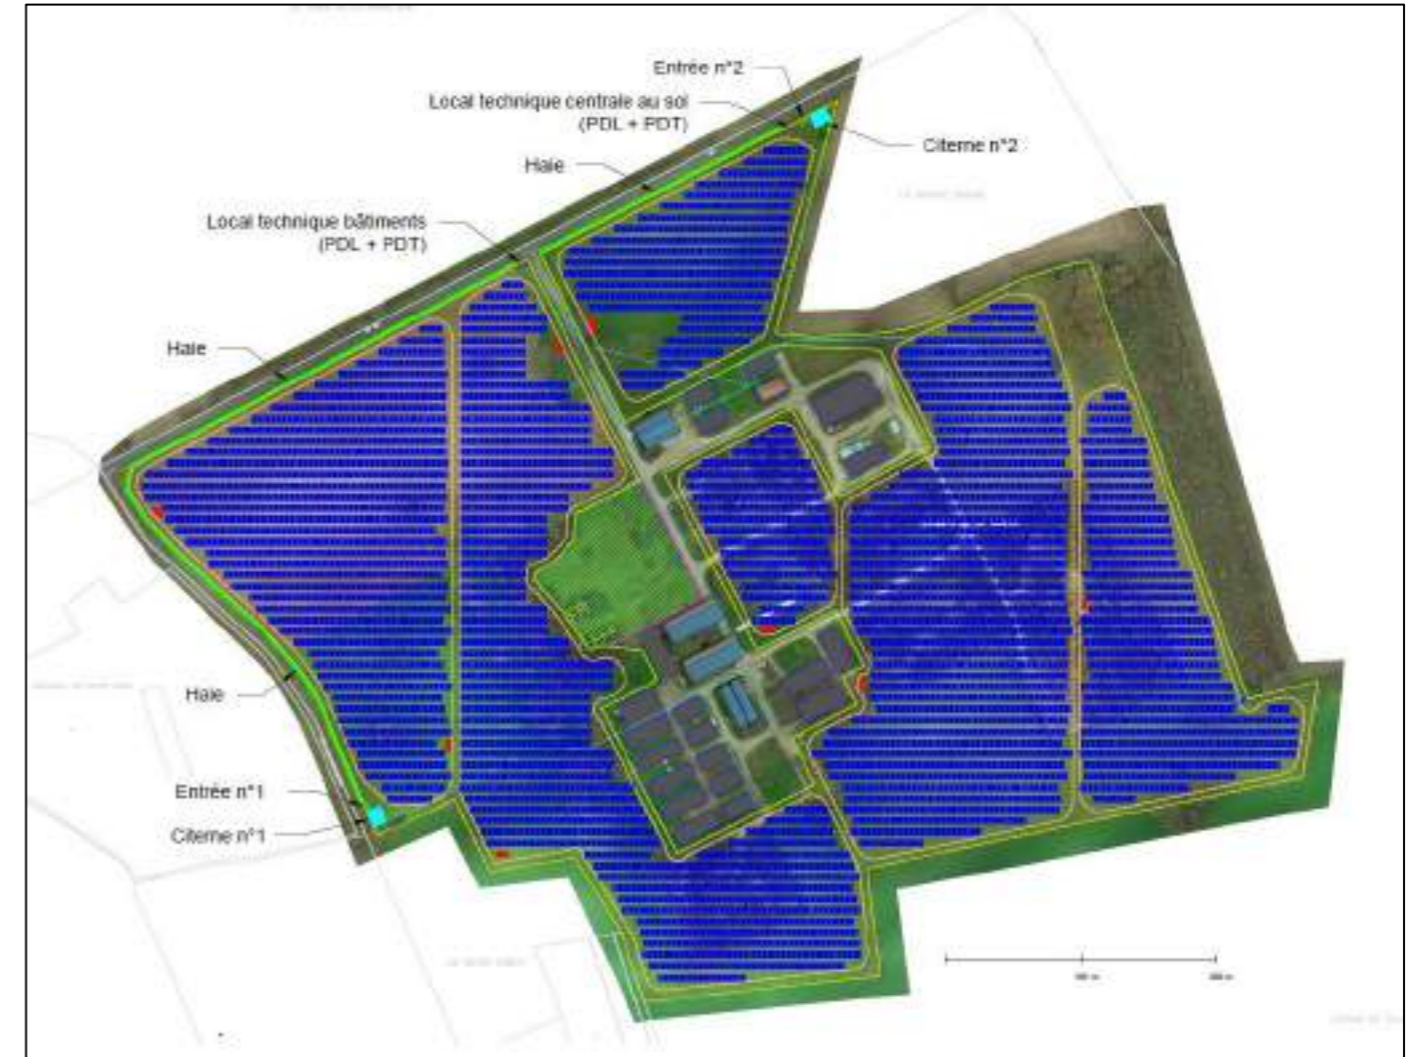 Entrée n°2
Local technique centrale au sol
(PDL + PDT)
Citerne n°2
Haie
Local technique bâtiments
(PDL + PDT)
Haie
Haie
Entrée n°1
Citerne n°1